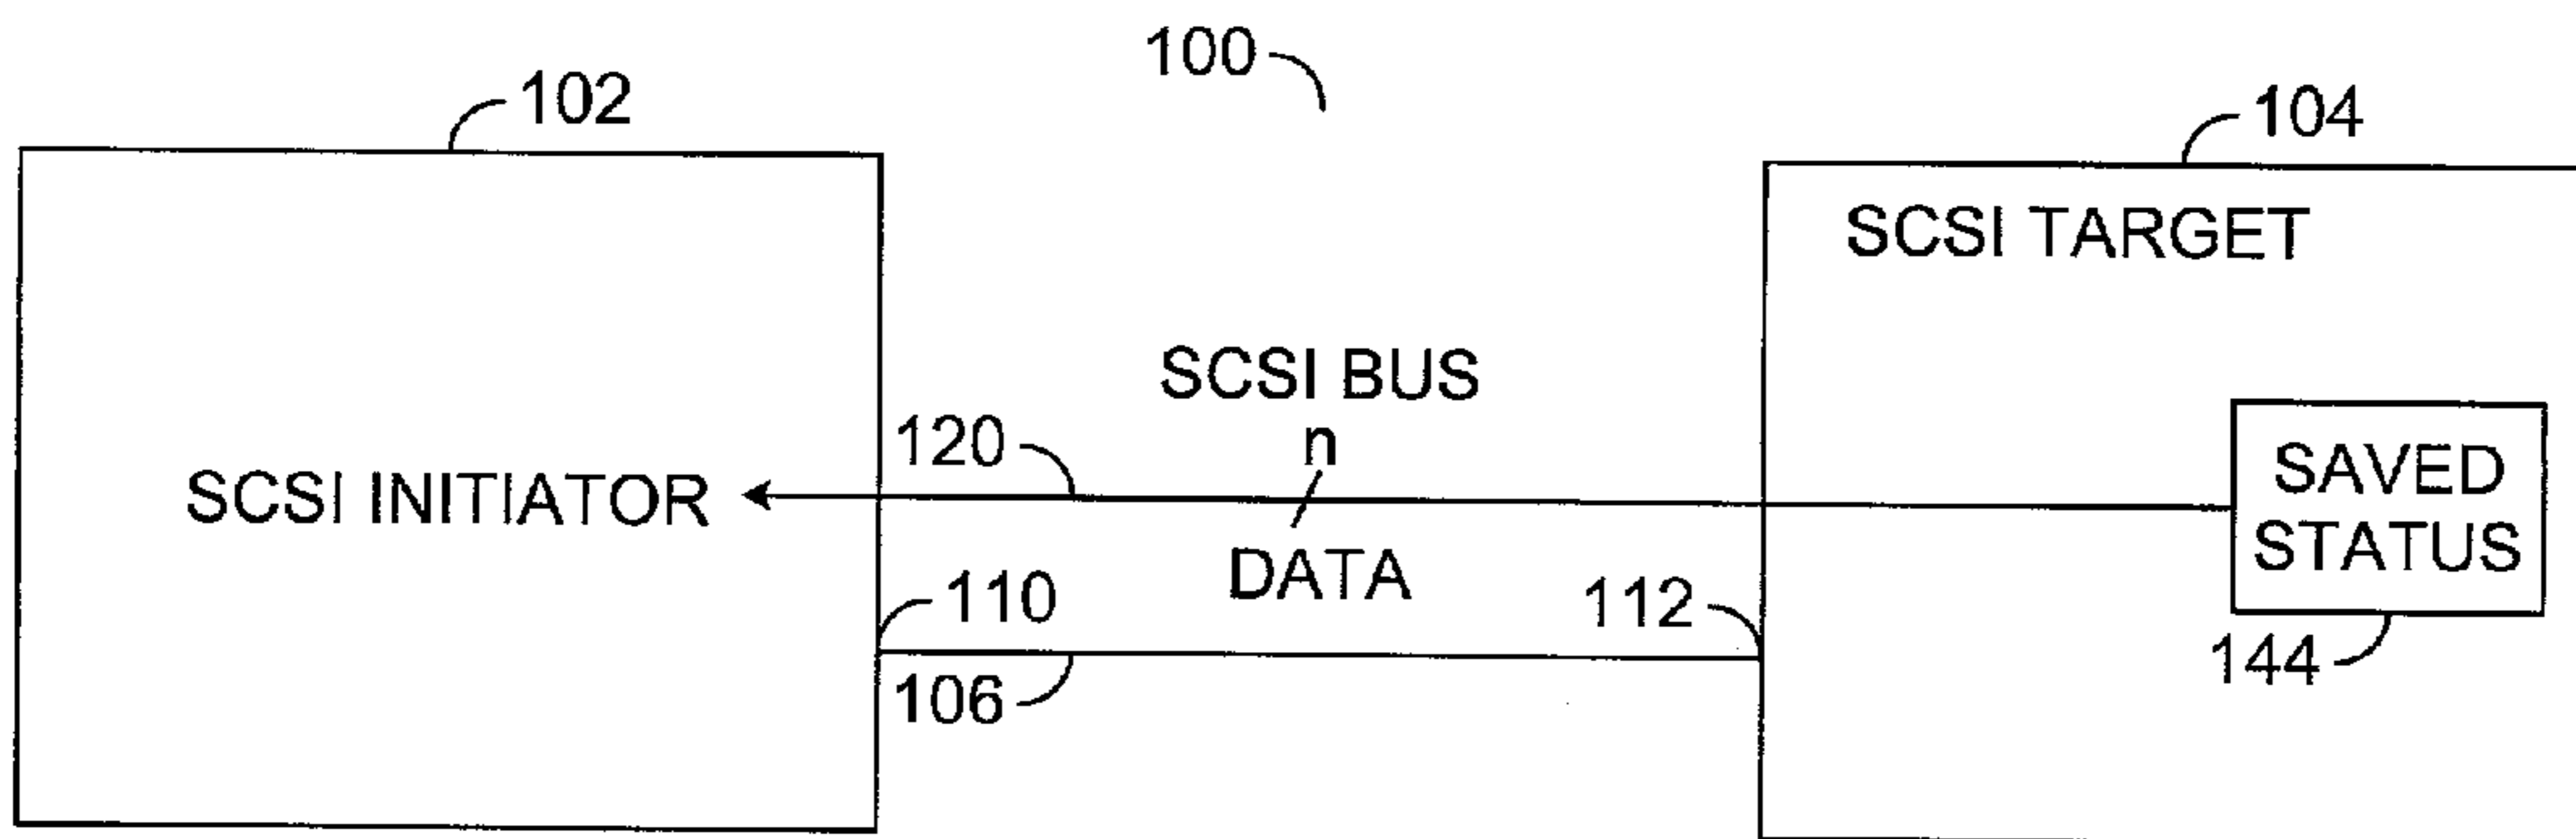 100
102
104
SCSI TARGET
SCSI BUS
n
120
SCSI INITIATOR
SAVED
STATUS
DATA
110
112
106
144